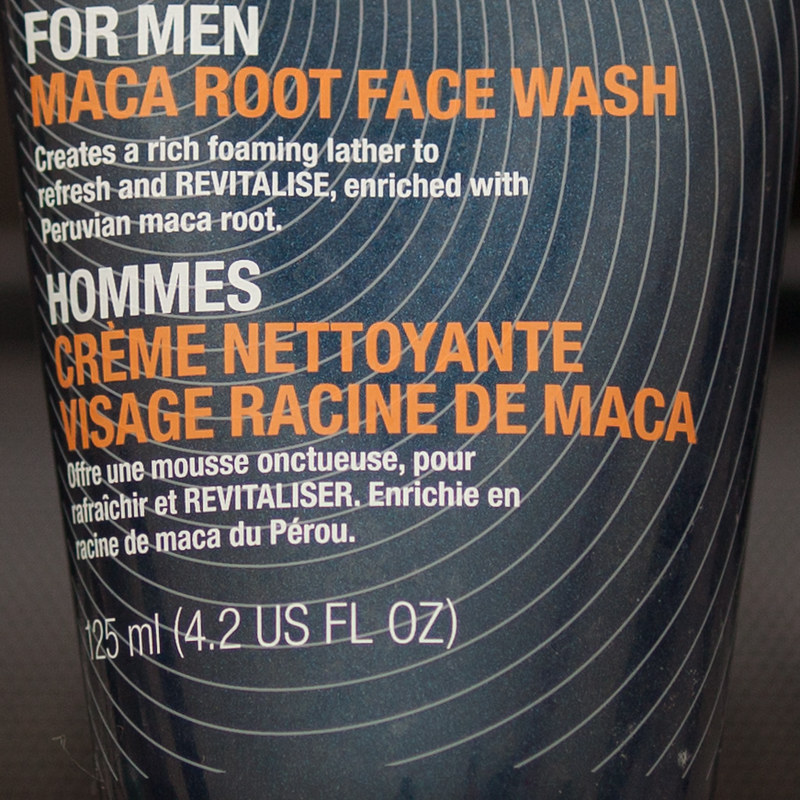 FOR MEN
MACA ROOT FACE WASH
Creates a rich foaming lather to
refresh and REVITALISE, enriched with
Peruvian maca root.
HOMMES
CRÈME NETTOYANTE
VISAGE RACINE DE MACA
Offre une mousse onctueuse, pour
rafraîchir et REVITALISER. Enrichie en
racine de maca du Pérou.
125 ml (4.2 US FL OZ)